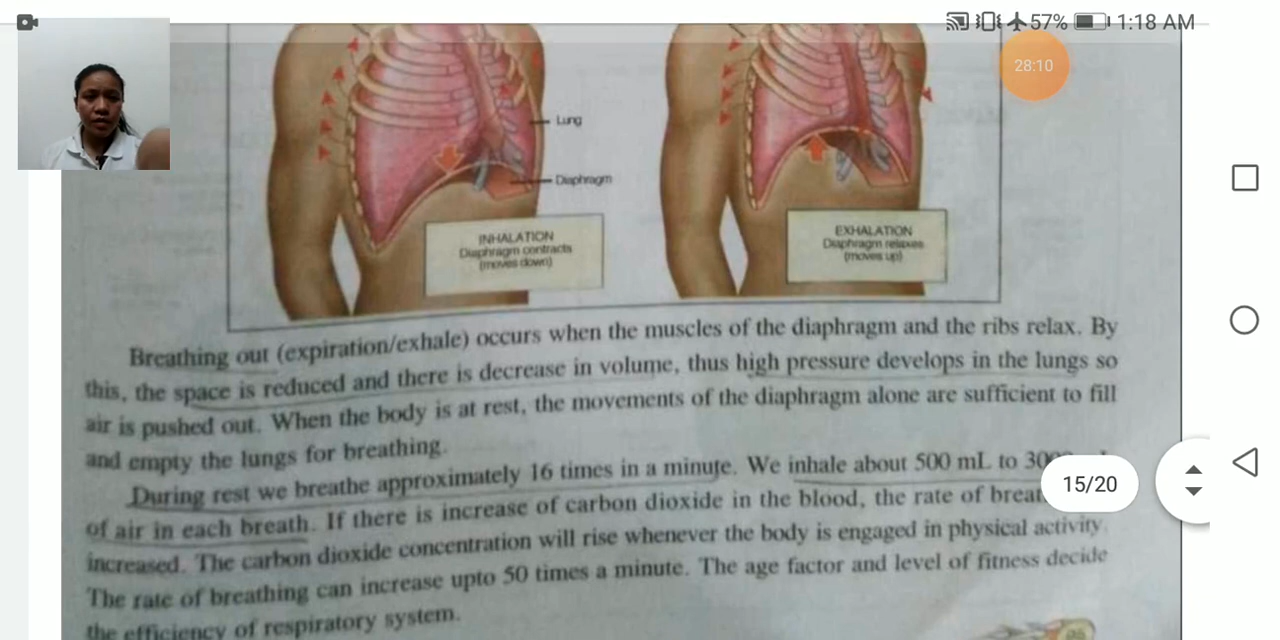 57%
1:18 AM
28:10
Lung
Diaphragm
INHALATION
Diaphragm contracts
(moves down)
EXHALATION
Diaphragm relaxes
(moves up)
Breathing out (expiration/exhale) occurs when the muscles of the diaphragm and the ribs relax. By
this, the space is reduced and there is decrease in volume, thus high pressure develops in the lungs so
air is pushed out. When the body is at rest, the movements of the diaphragm alone are sufficient to fill
and empty the lungs for breathing.
During rest we breathe approximately 16 times in a minute. We inhale about 500 mL to
15/20
of air in each breath. If there is increase of carbon dioxide in the blood, the rate of
increased. The carbon dioxide concentration will rise whenever the body is engaged in physical activity.
The rate of breathing can increase upto 50 times a minute. The age factor and level of fitness decide
the efficiency of respiratory system.